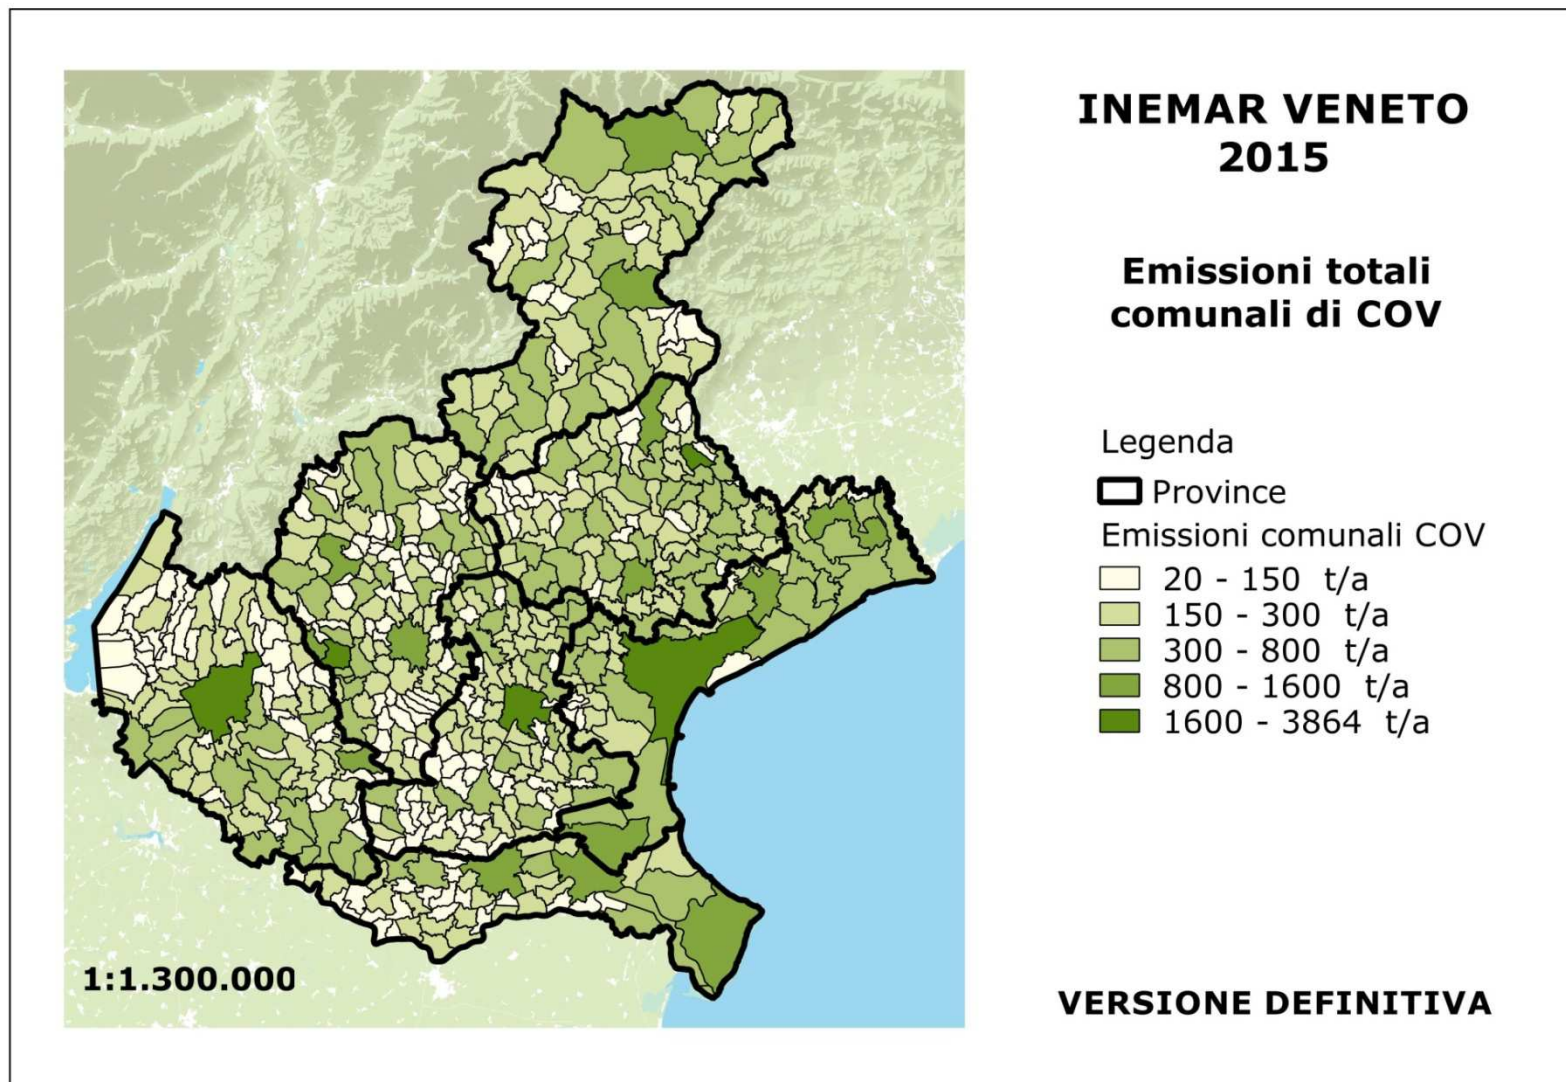 INEMAR VENETO
2015
Emissioni totali
comunali di COV
Legenda
Province
Emissioni comunali COV
20 - 150 t/a
150 - 300 t/a
300 - 800 t/a
800 - 1600 t/a
1600 - 3864 t/a
1:1.300.000
VERSIONE DEFINITIVA